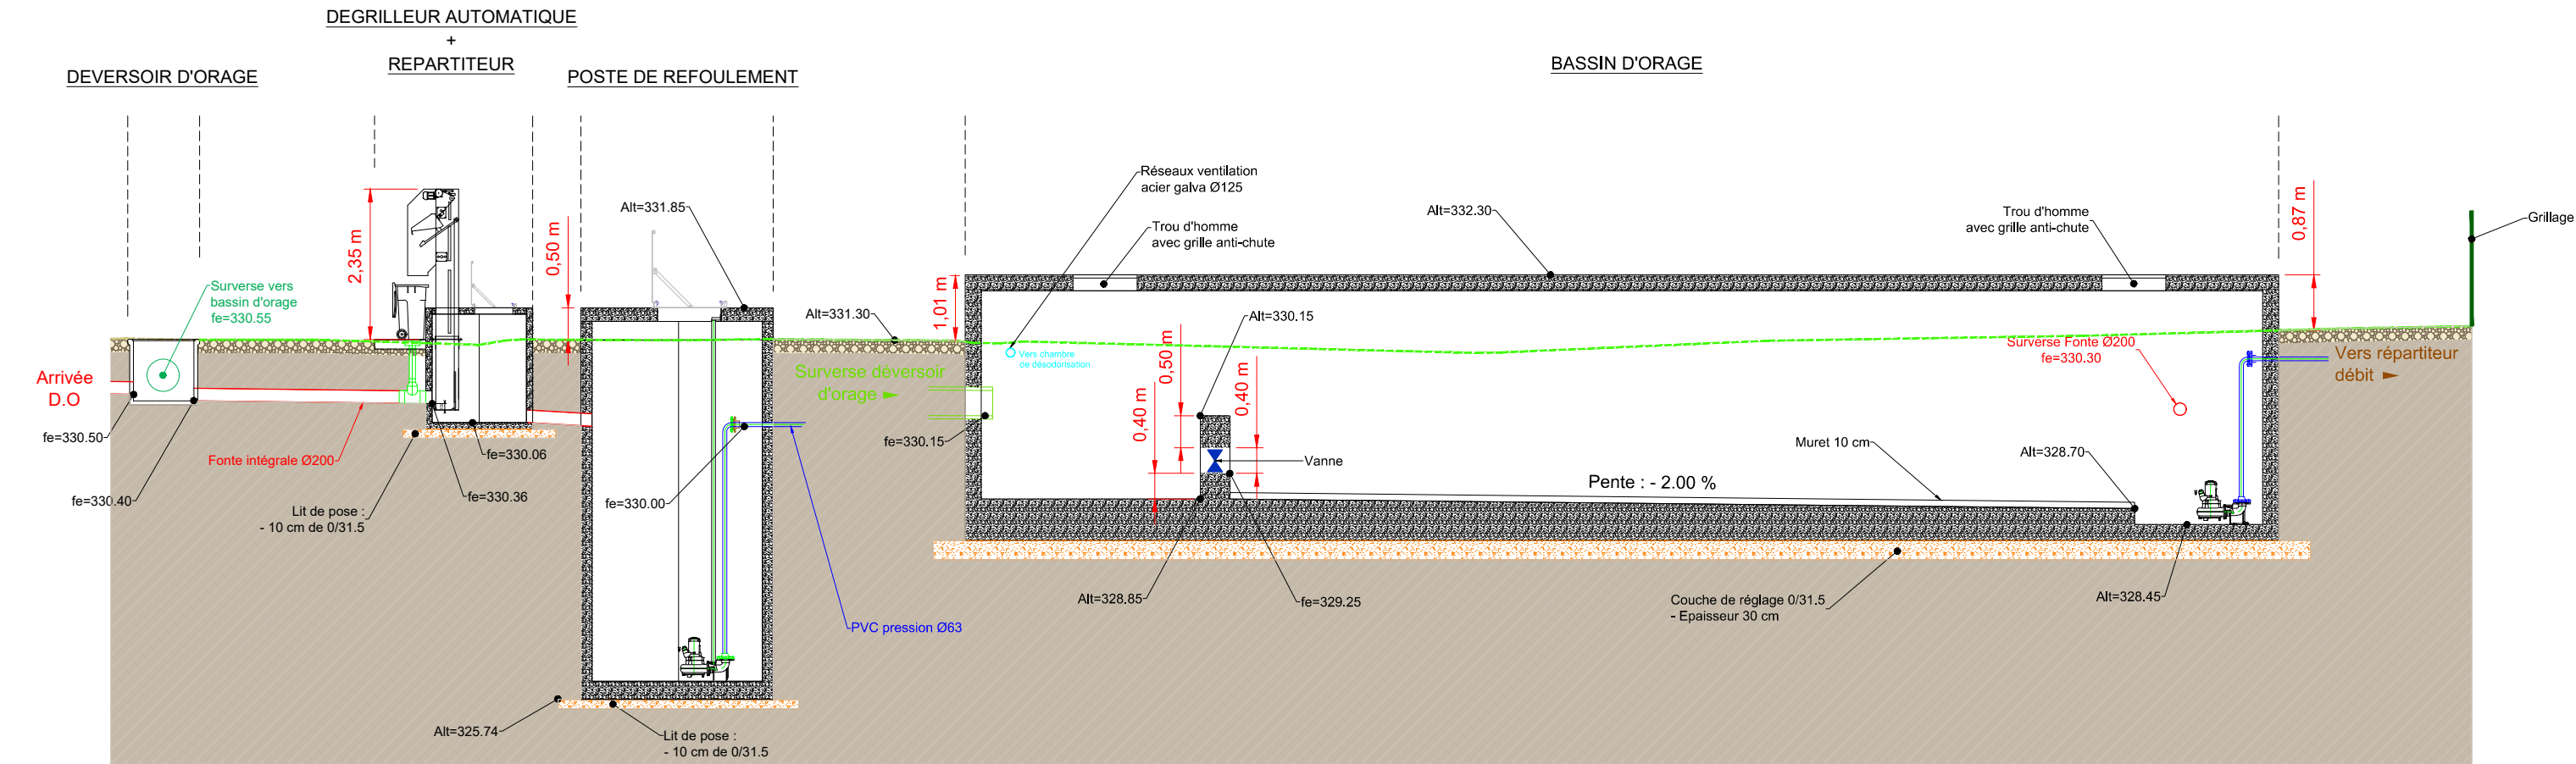 DEGRILLEUR AUTOMATIQUE
+
REPARTITEUR
DEVERSOIR D'ORAGE
POSTE DE REFOULEMENT
BASSIN D'ORAGE
Surverse vers
bassin d'orage
fe=330.55
2,35 m
0,50 m
Alt=331.85
Alt=331.30
1,01 m
Réseaux ventilation
acier galva Ø125
Trou d'homme
avec grille anti-chute
Alt=332.30
Trou d'homme
avec grille anti-chute
0,87 m
Grillage
Arrivée
D.O
fe=330.50
fe=330.40
Fonte intégrale Ø200
Lit de pose :
- 10 cm de 0/31.5
fe=330.06
fe=330.36
fe=330.00
Surverse déversoir
d'orage
fe=330.15
Vers chambre
de désodorisation
0,50 m
0,40 m
0,40 m
Alt=330.15
Vanne
Pente : - 2.00 %
Muret 10 cm
Alt=328.70
Surverse Fonte Ø200
fe=330.30
Vers répartiteur
débit
Alt=328.85
fe=329.25
Couche de réglage 0/31.5
- Epaisseur 30 cm
Alt=328.45
PVC pression Ø63
Alt=325.74
Lit de pose :
- 10 cm de 0/31.5